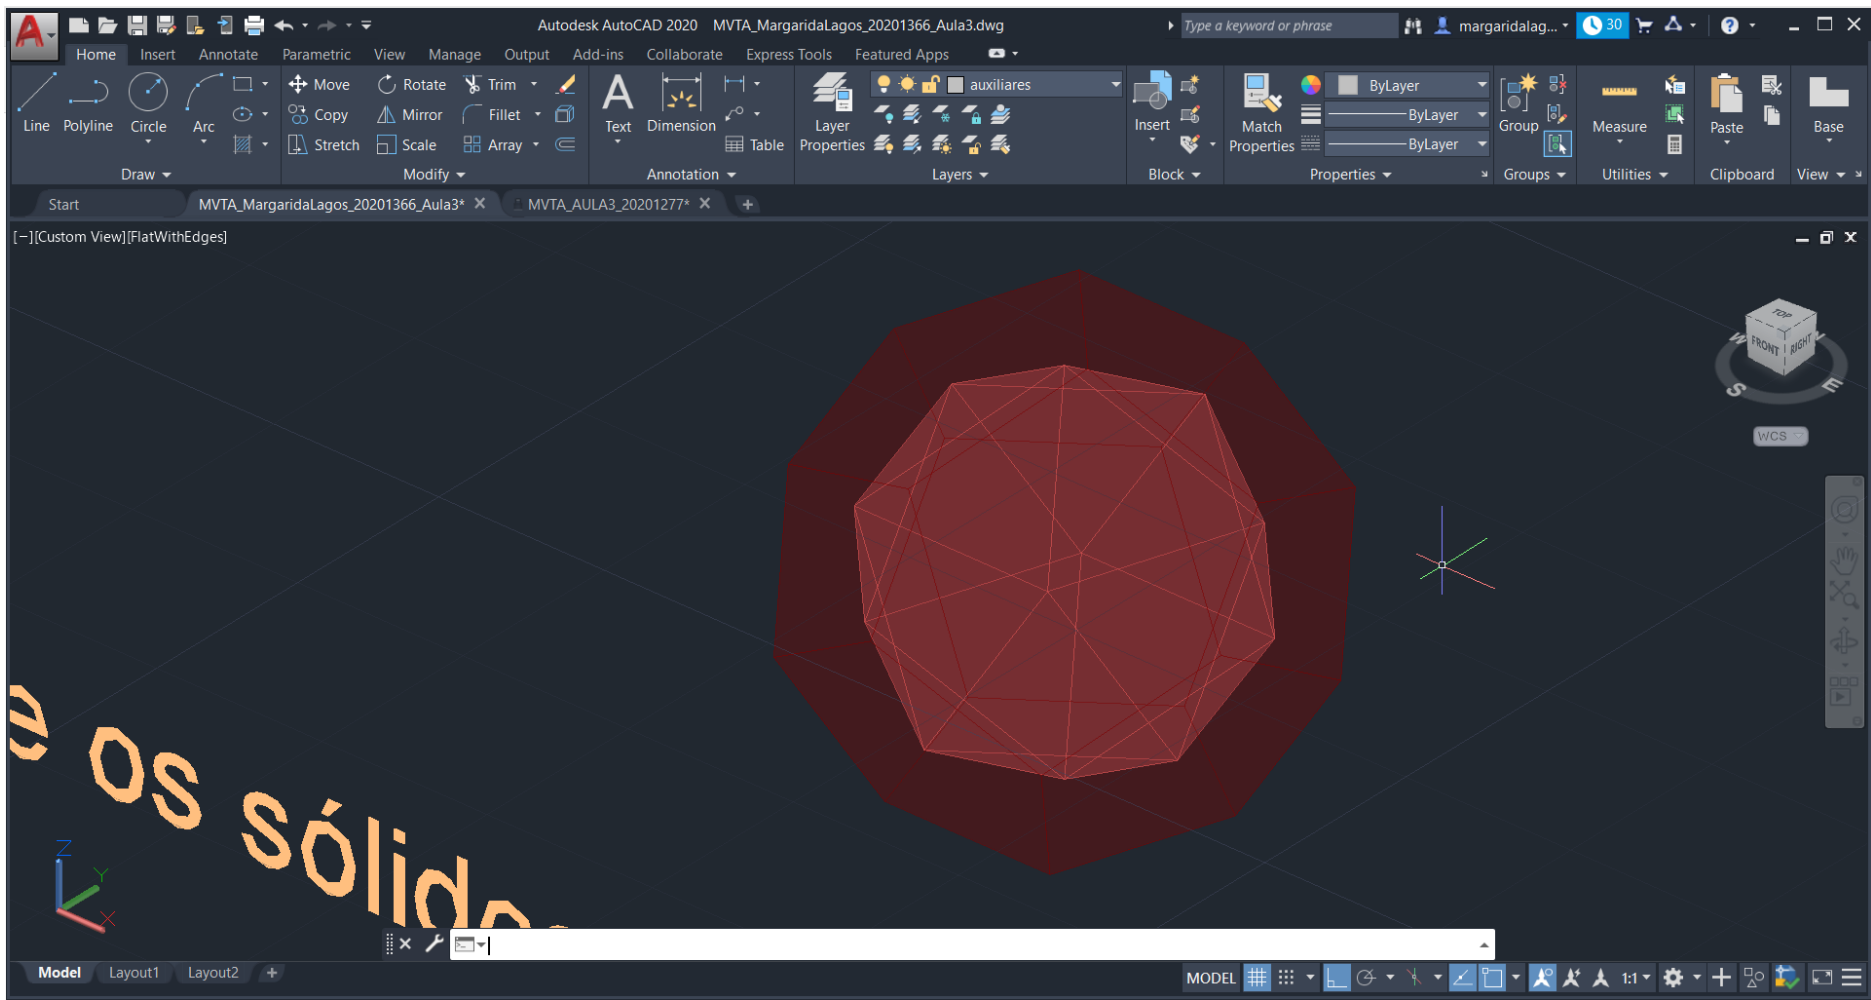 Autodesk AutoCAD 2020 MVTA_MargaridaLagos_20201366_Aula3.dwg
Type a keyword or phrase
margaridalag...
30
Home Insert Annotate Parametric View Manage Output Add-ins Collaborate Express Tools Featured Apps
Line Polyline Circle Arc
Move Rotate Trim
Copy Mirror Fillet
Stretch Scale Array
Text Dimension Table
Layer Properties
auxiliares
Insert
Match Properties
ByLayer
ByLayer
ByLayer
Group Measure Paste Base
Draw Modify Annotation Layers Block Properties Groups Utilities Clipboard View
Start MVTA_MargaridaLagos_20201366_Aula3* MVTA_AULA3_20201277*
[−][Custom View][FlatWithEdges]
TOP
FRONT RIGHT
W S E
WCS
e os sólido
Z
Y
X
Model Layout1 Layout2
MODEL 1:1